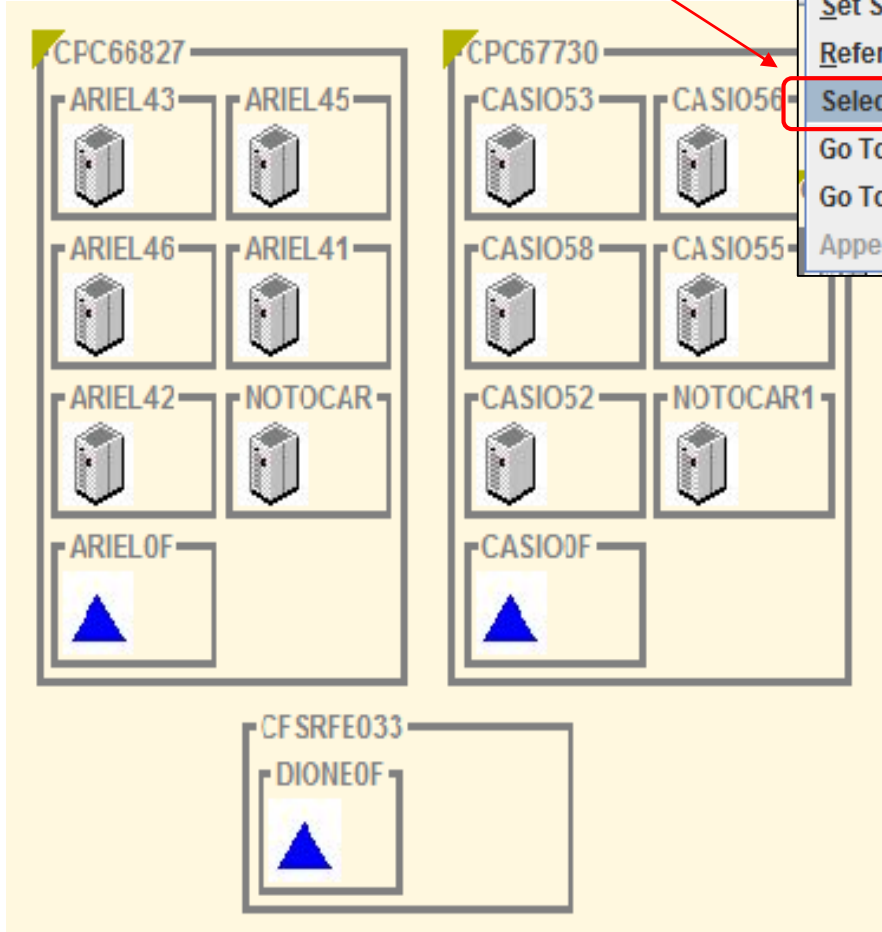 CPC66827
ARIEL43 ARIEL45
ARIEL46 ARIEL41
ARIEL42 NOTOCAR
ARIEL0F
CPC67730
CASIO53 CASIO56
CASIO58 CASIO55
CASIO52 NOTOCAR1
CASIO0F
CFSRFE033
DIONE0F
Set S
Refer
Selec
Go To
Go To
Appe